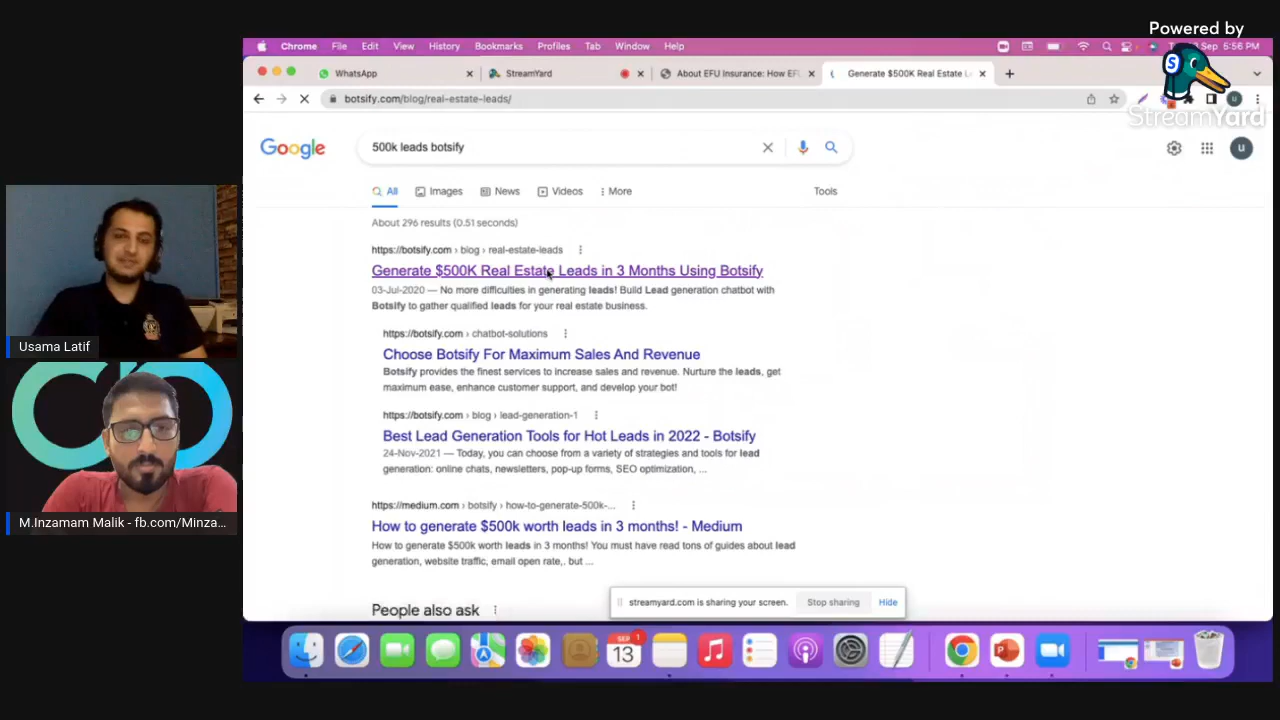 Powered by
StreamYard
Chrome File Edit View History Bookmarks Profiles Tab Window Help
Sep 5:56 PM
WhatsApp
StreamYard
About EFU Insurance: How EF
Generate $500K Real Estate L
botsify.com/blog/real-estate-leads/
Google
500k leads botsify
u
All Images News Videos More Tools
About 296 results (0.51 seconds)
https://botsify.com › blog › real-estate-leads
Generate $500K Real Estate Leads in 3 Months Using Botsify
03-Jul-2020 — No more difficulties in generating leads! Build Lead generation chatbot with
Botsify to gather qualified leads for your real estate business.
https://botsify.com › chatbot-solutions
Choose Botsify For Maximum Sales And Revenue
Botsify provides the finest services to increase sales and revenue. Nurture the leads, get
maximum ease, enhance customer support, and develop your bot!
https://botsify.com › blog › lead-generation-1
Best Lead Generation Tools for Hot Leads in 2022 - Botsify
24-Nov-2021 — Today, you can choose from a variety of strategies and tools for lead
generation: online chats, newsletters, pop-up forms, SEO optimization, ...
https://medium.com › botsify › how-to-generate-500k-...
How to generate $500k worth leads in 3 months! - Medium
How to generate $500k worth leads in 3 months! You must have read tons of guides about lead
generation, website traffic, email open rate,. but ...
People also ask
streamyard.com is sharing your screen. Stop sharing Hide
Usama Latif
M.Inzamam Malik - fb.com/Minza...
SEP
13
1